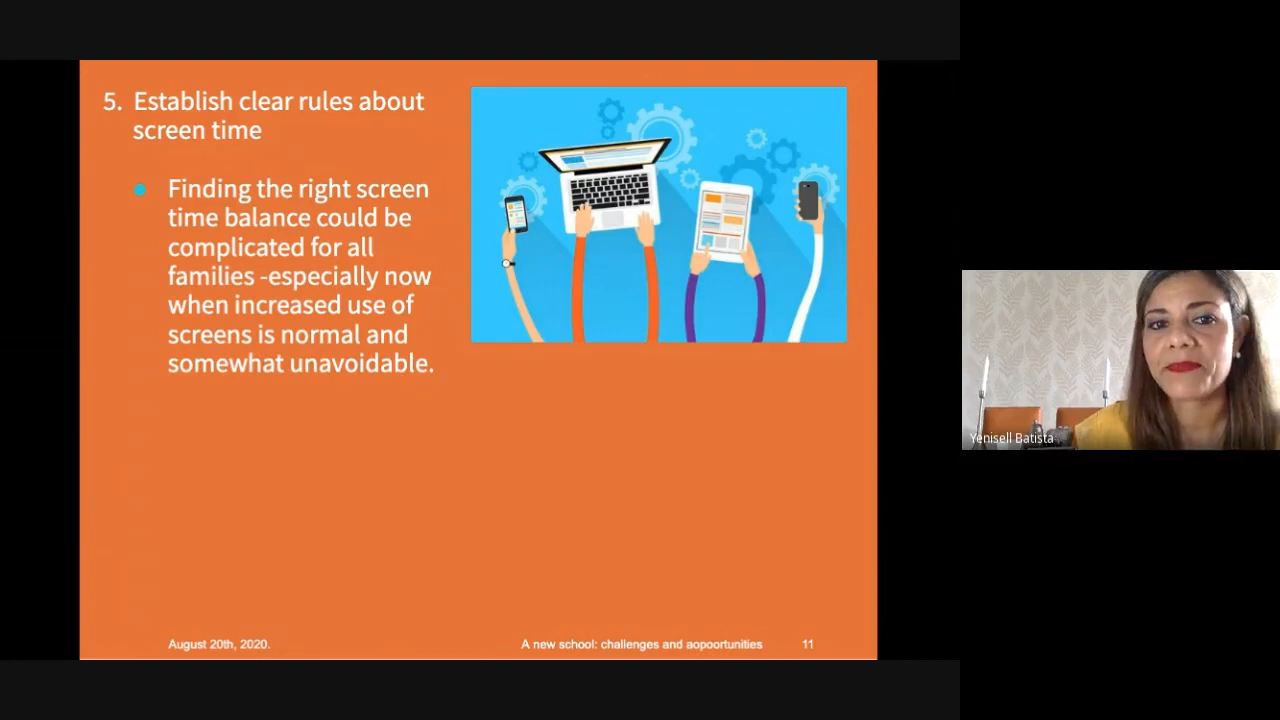 5. Establish clear rules about
screen time
Finding the right screen
time balance could be
complicated for all
families -especially now
when increased use of
screens is normal and
somewhat unavoidable.
August 20th, 2020.
A new school: challenges and aopoortunities
11
Yenisell Batista